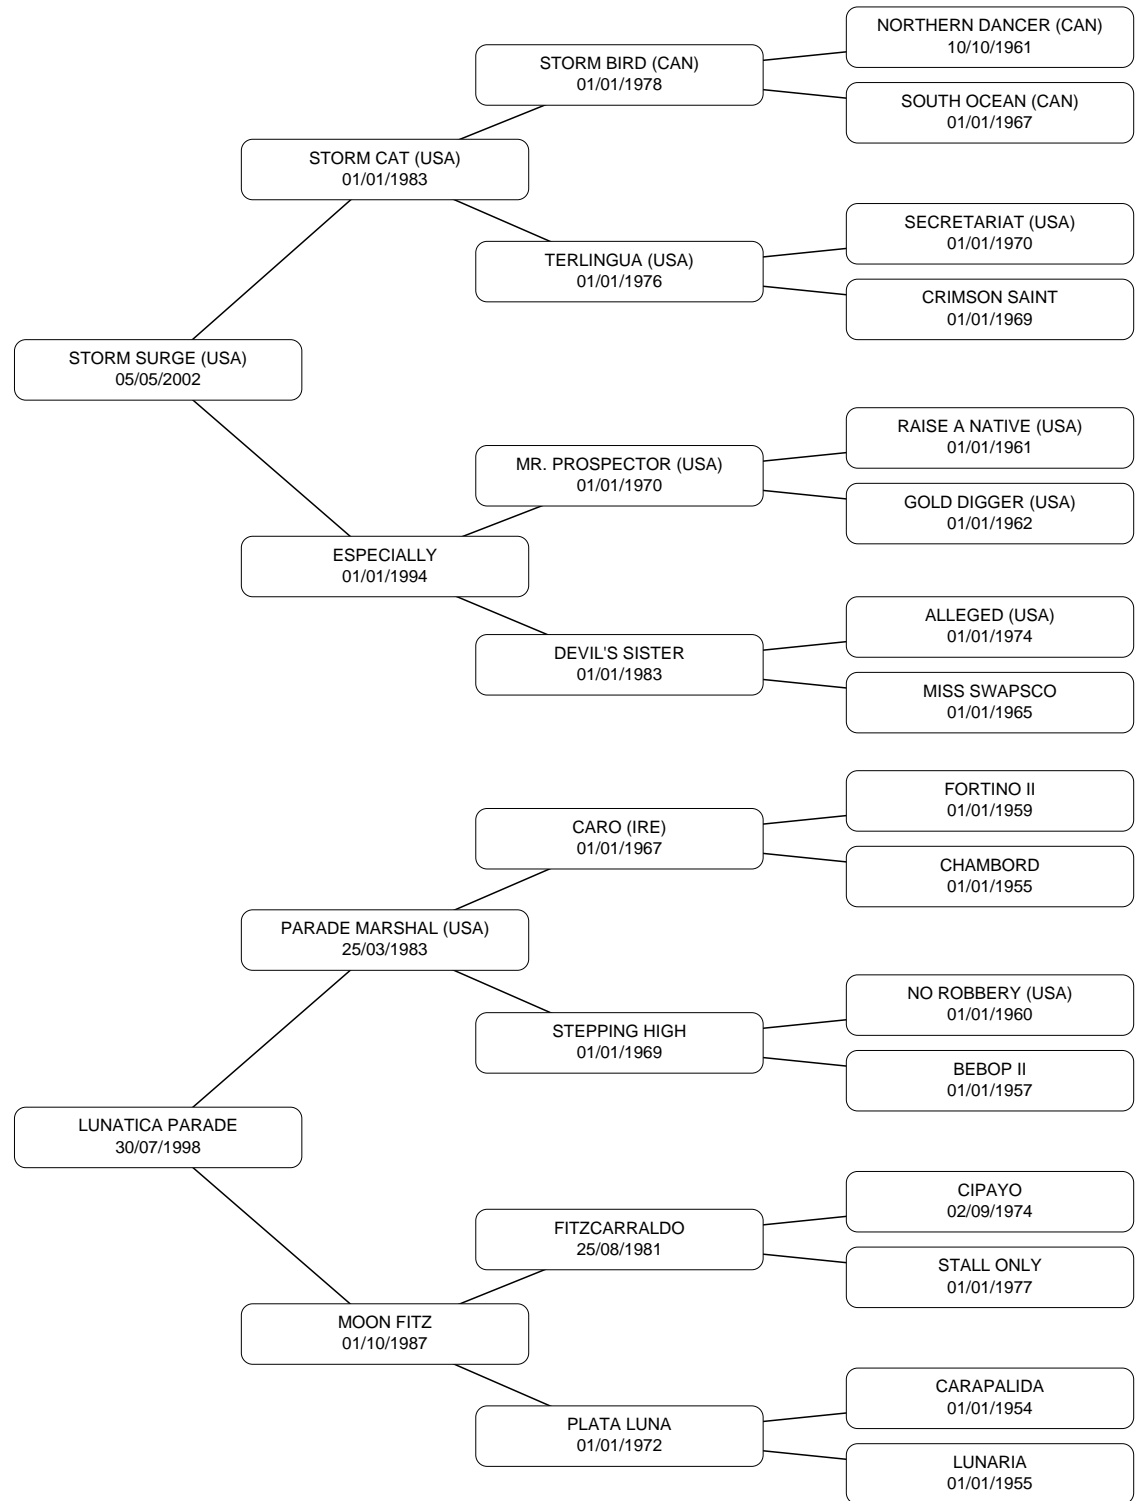 NORTHERN DANCER (CAN)
10/10/1961
STORM BIRD (CAN)
01/01/1978
SOUTH OCEAN (CAN)
01/01/1967
STORM CAT (USA)
01/01/1983
SECRETARIAT (USA)
01/01/1970
TERLINGUA (USA)
01/01/1976
CRIMSON SAINT
01/01/1969
STORM SURGE (USA)
05/05/2002
RAISE A NATIVE (USA)
01/01/1961
MR. PROSPECTOR (USA)
01/01/1970
GOLD DIGGER (USA)
01/01/1962
ESPECIALLY
01/01/1994
ALLEGED (USA)
01/01/1974
DEVIL'S SISTER
01/01/1983
MISS SWAPSCO
01/01/1965
FORTINO II
01/01/1959
CARO (IRE)
01/01/1967
CHAMBORD
01/01/1955
PARADE MARSHAL (USA)
25/03/1983
NO ROBBERY (USA)
01/01/1960
STEPPING HIGH
01/01/1969
BEBOP II
01/01/1957
LUNATICA PARADE
30/07/1998
CIPAYO
02/09/1974
FITZCARRALDO
25/08/1981
STALL ONLY
01/01/1977
MOON FITZ
01/10/1987
CARAPALIDA
01/01/1954
PLATA LUNA
01/01/1972
LUNARIA
01/01/1955